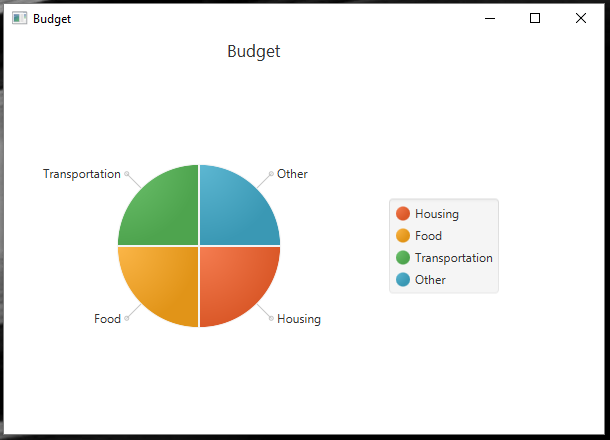 Budget
Budget
Transportation
Other
Food
Housing
Housing
Food
Transportation
Other